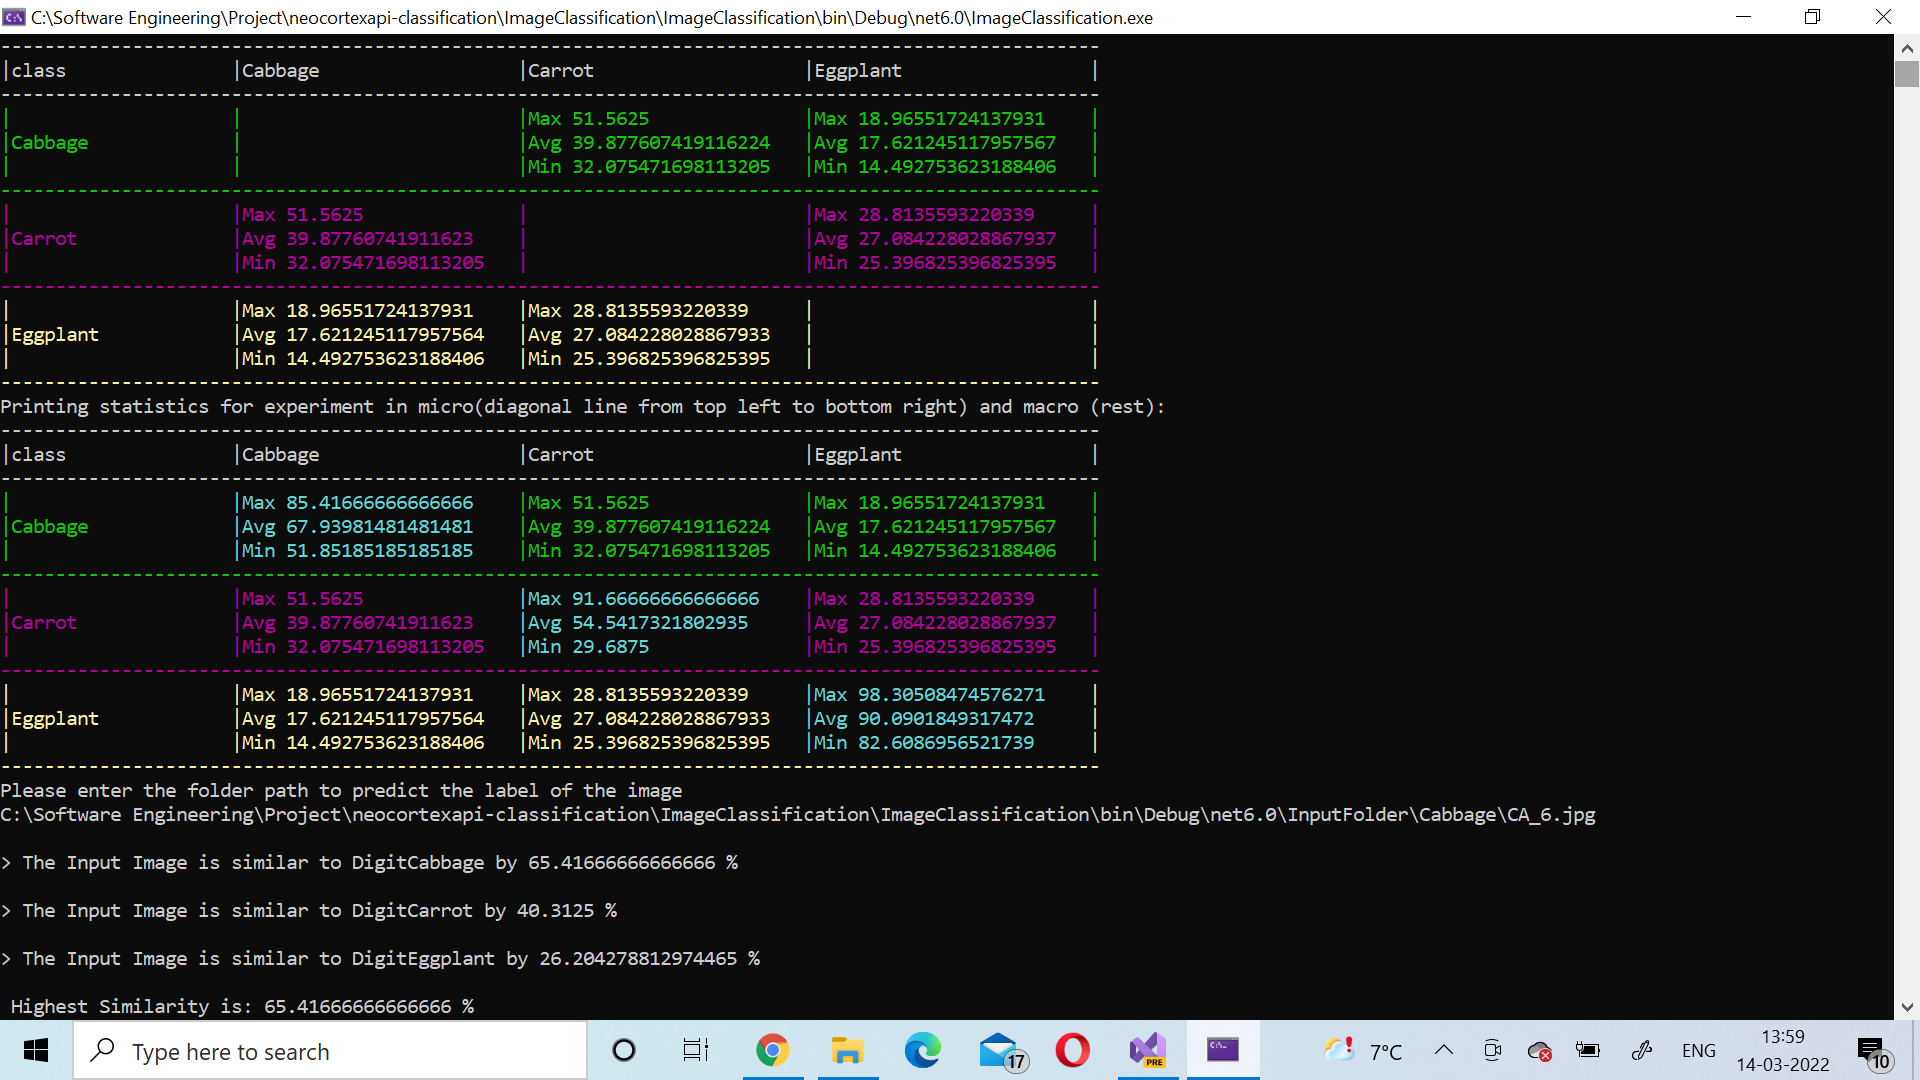 C:\Software Engineering\Project\neocortexapi-classification\ImageClassification\ImageClassification\bin\Debug\net6.0\ImageClassification.exe
|class |Cabbage |Carrot |Eggplant |
| | |Max 51.5625 |Max 18.96551724137931 |
|Cabbage | |Avg 39.877607419116224 |Avg 17.621245117957567 |
| | |Min 32.075471698113205 |Min 14.492753623188406 |
| |Max 51.5625 | |Max 28.8135593220339 |
|Carrot |Avg 39.87760741911623 | |Avg 27.084228028867937 |
| |Min 32.075471698113205 | |Min 25.396825396825395 |
| |Max 18.96551724137931 |Max 28.8135593220339 | |
|Eggplant |Avg 17.621245117957564 |Avg 27.084228028867933 | |
| |Min 14.492753623188406 |Min 25.396825396825395 | |
Printing statistics for experiment in micro(diagonal line from top left to bottom right) and macro (rest):
|class |Cabbage |Carrot |Eggplant |
| |Max 85.41666666666666 |Max 51.5625 |Max 18.96551724137931 |
|Cabbage |Avg 67.93981481481481 |Avg 39.877607419116224 |Avg 17.621245117957567 |
| |Min 51.85185185185185 |Min 32.075471698113205 |Min 14.492753623188406 |
| |Max 51.5625 |Max 91.66666666666666 |Max 28.8135593220339 |
|Carrot |Avg 39.87760741911623 |Avg 54.5417321802935 |Avg 27.084228028867937 |
| |Min 32.075471698113205 |Min 29.6875 |Min 25.396825396825395 |
| |Max 18.96551724137931 |Max 28.8135593220339 |Max 98.30508474576271 |
|Eggplant |Avg 17.621245117957564 |Avg 27.084228028867933 |Avg 90.0901849317472 |
| |Min 14.492753623188406 |Min 25.396825396825395 |Min 82.6086956521739 |
Please enter the folder path to predict the label of the image
C:\Software Engineering\Project\neocortexapi-classification\ImageClassification\ImageClassification\bin\Debug\net6.0\InputFolder\Cabbage\CA_6.jpg
> The Input Image is similar to DigitCabbage by 65.41666666666666 %
> The Input Image is similar to DigitCarrot by 40.3125 %
> The Input Image is similar to DigitEggplant by 26.204278812974465 %
Highest Similarity is: 65.41666666666666 %
Type here to search
17
PRE
7°C
ENG
13:59
14-03-2022
10